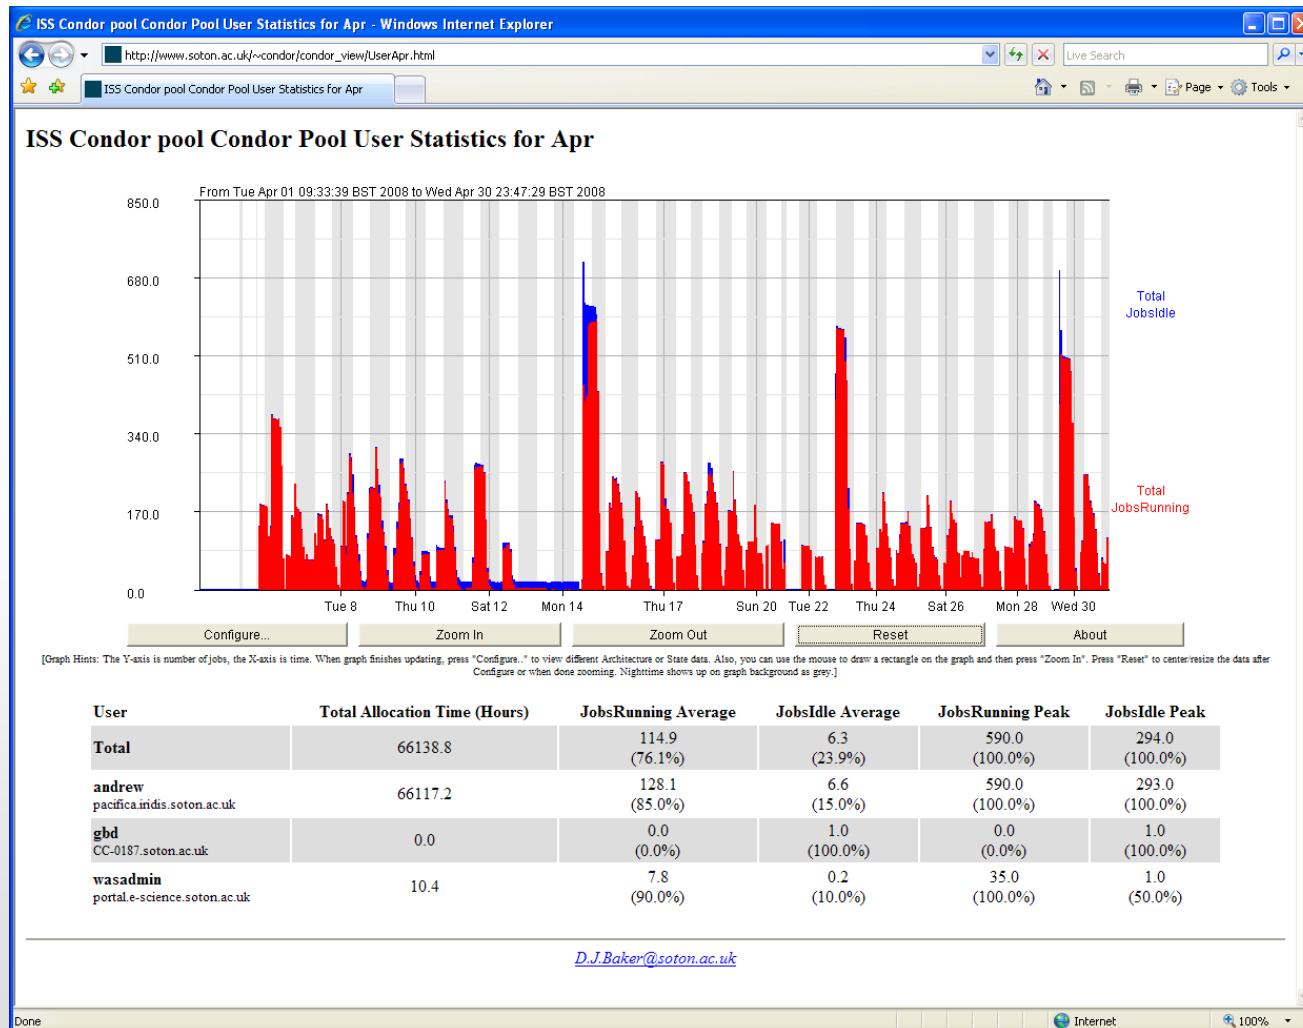 ISS Condor pool Condor Pool User Statistics for Apr - Windows Internet Explorer
http://www.soton.ac.uk/~condor/condor_view/UserApr.html
Live Search
ISS Condor pool Condor Pool User Statistics for Apr
Page
Tools
ISS Condor pool Condor Pool User Statistics for Apr
From Tue Apr 01 09:33:39 BST 2008 to Wed Apr 30 23:47:29 BST 2008
850.0
680.0
510.0
340.0
170.0
0.0
Total
JobsIdle
Total
JobsRunning
Tue 8 Thu 10 Sat 12 Mon 14 Thu 17 Sun 20 Tue 22 Thu 24 Sat 26 Mon 28 Wed 30
Configure... Zoom In Zoom Out Reset About
[Graph Hints: The Y-axis is number of jobs, the X-axis is time. When graph finishes updating, press "Configure.." to view different Architecture or State data. Also, you can use the mouse to draw a rectangle on the graph and then press "Zoom In". Press "Reset" to center/resize the data after
Configure or when done zooming. Nighttime shows up on graph background as grey.]
User Total Allocation Time (Hours) JobsRunning Average JobsIdle Average JobsRunning Peak JobsIdle Peak
Total 66138.8 114.9 6.3 590.0 294.0
(76.1%) (23.9%) (100.0%) (100.0%)
andrew 66117.2 128.1 6.6 590.0 293.0
pacifica.iridis.soton.ac.uk (85.0%) (15.0%) (100.0%) (100.0%)
gbd 0.0 0.0 1.0 0.0 1.0
CC-0187.soton.ac.uk (0.0%) (100.0%) (0.0%) (100.0%)
wasadmin 10.4 7.8 0.2 35.0 1.0
portal.e-science.soton.ac.uk (90.0%) (10.0%) (100.0%) (50.0%)
D.J.Baker@soton.ac.uk
Done Internet 100%